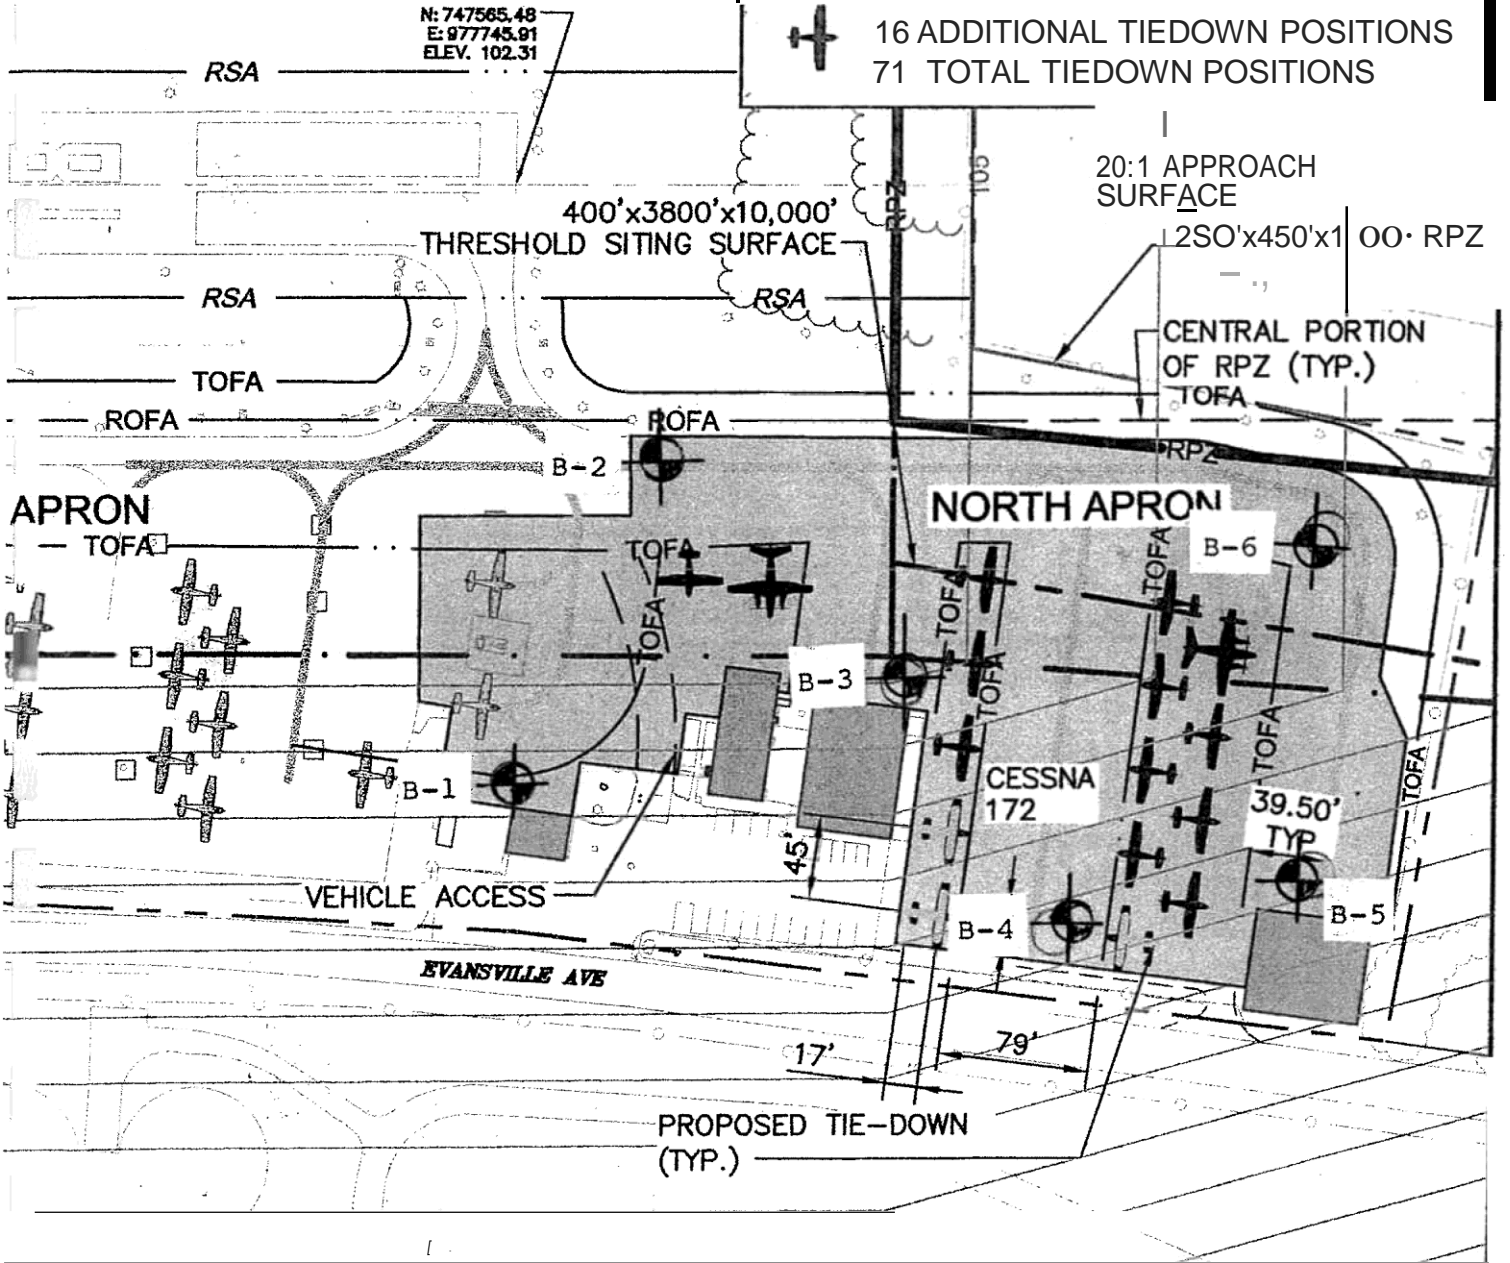 N: 747565.48
E: 977745.91
ELEV. 102.31
16 ADDITIONAL TIEDOWN POSITIONS
71 TOTAL TIEDOWN POSITIONS
RSA
20:1 APPROACH
SURFACE
2SO'x450'x1 OO· RPZ
105
RPZ
400'x3800'x10,000'
THRESHOLD SITING SURFACE
RSA
RSA
CENTRAL PORTION
OF RPZ (TYP.)
TOFA
TOFA
ROFA
ROFA
RPZ
B-2
APRON
TOFA
NORTH APRON
TOFA
B-6
TOFA
TOFA
TOFA
TOFA
B-3
TOFA
TOFA
TOFA
B-1
CESSNA
172
39.50'
TYP
45'
VEHICLE ACCESS
B-4
B-5
EVANSVILLE AVE
17'
79'
PROPOSED TIE-DOWN
(TYP.)